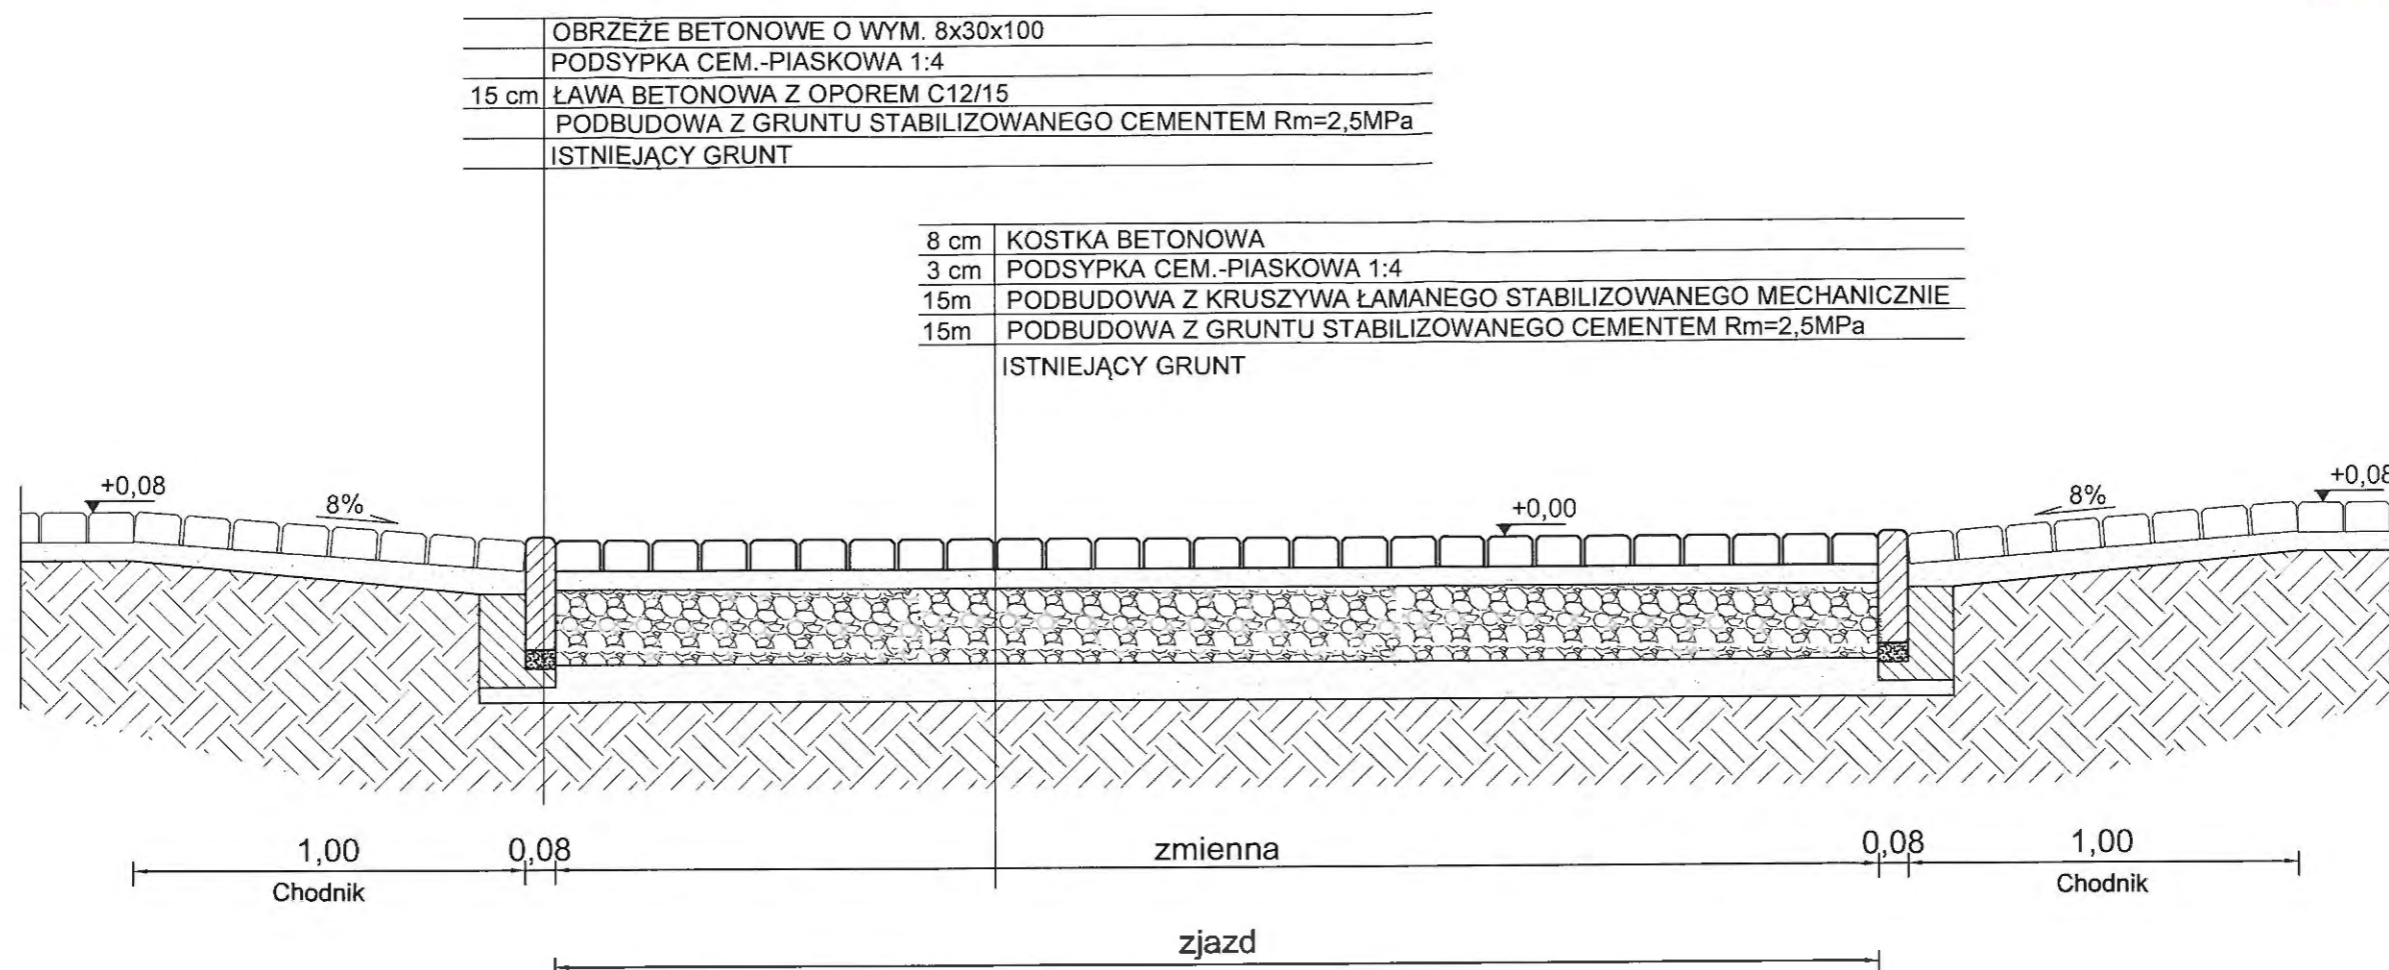 OBRZEŻE BETONOWE O WYM. 8x30x100
PODSYPKA CEM.-PIASKOWA 1:4
15 cm ŁAWA BETONOWA Z OPOREM C12/15
PODBUDOWA Z GRUNTU STABILIZOWANEGO CEMENTEM Rm=2,5MPa
ISTNIEJĄCY GRUNT
8 cm KOSTKA BETONOWA
3 cm PODSYPKA CEM.-PIASKOWA 1:4
15m PODBUDOWA Z KRUSZYWA ŁAMANEGO STABILIZOWANEGO MECHANICZNIE
15m PODBUDOWA Z GRUNTU STABILIZOWANEGO CEMENTEM Rm=2,5MPa
ISTNIEJĄCY GRUNT
+0,08 8% +0,00 8% +0,08
1,00 0,08 zmienna 0,08 1,00
Chodnik Chodnik
zjazd